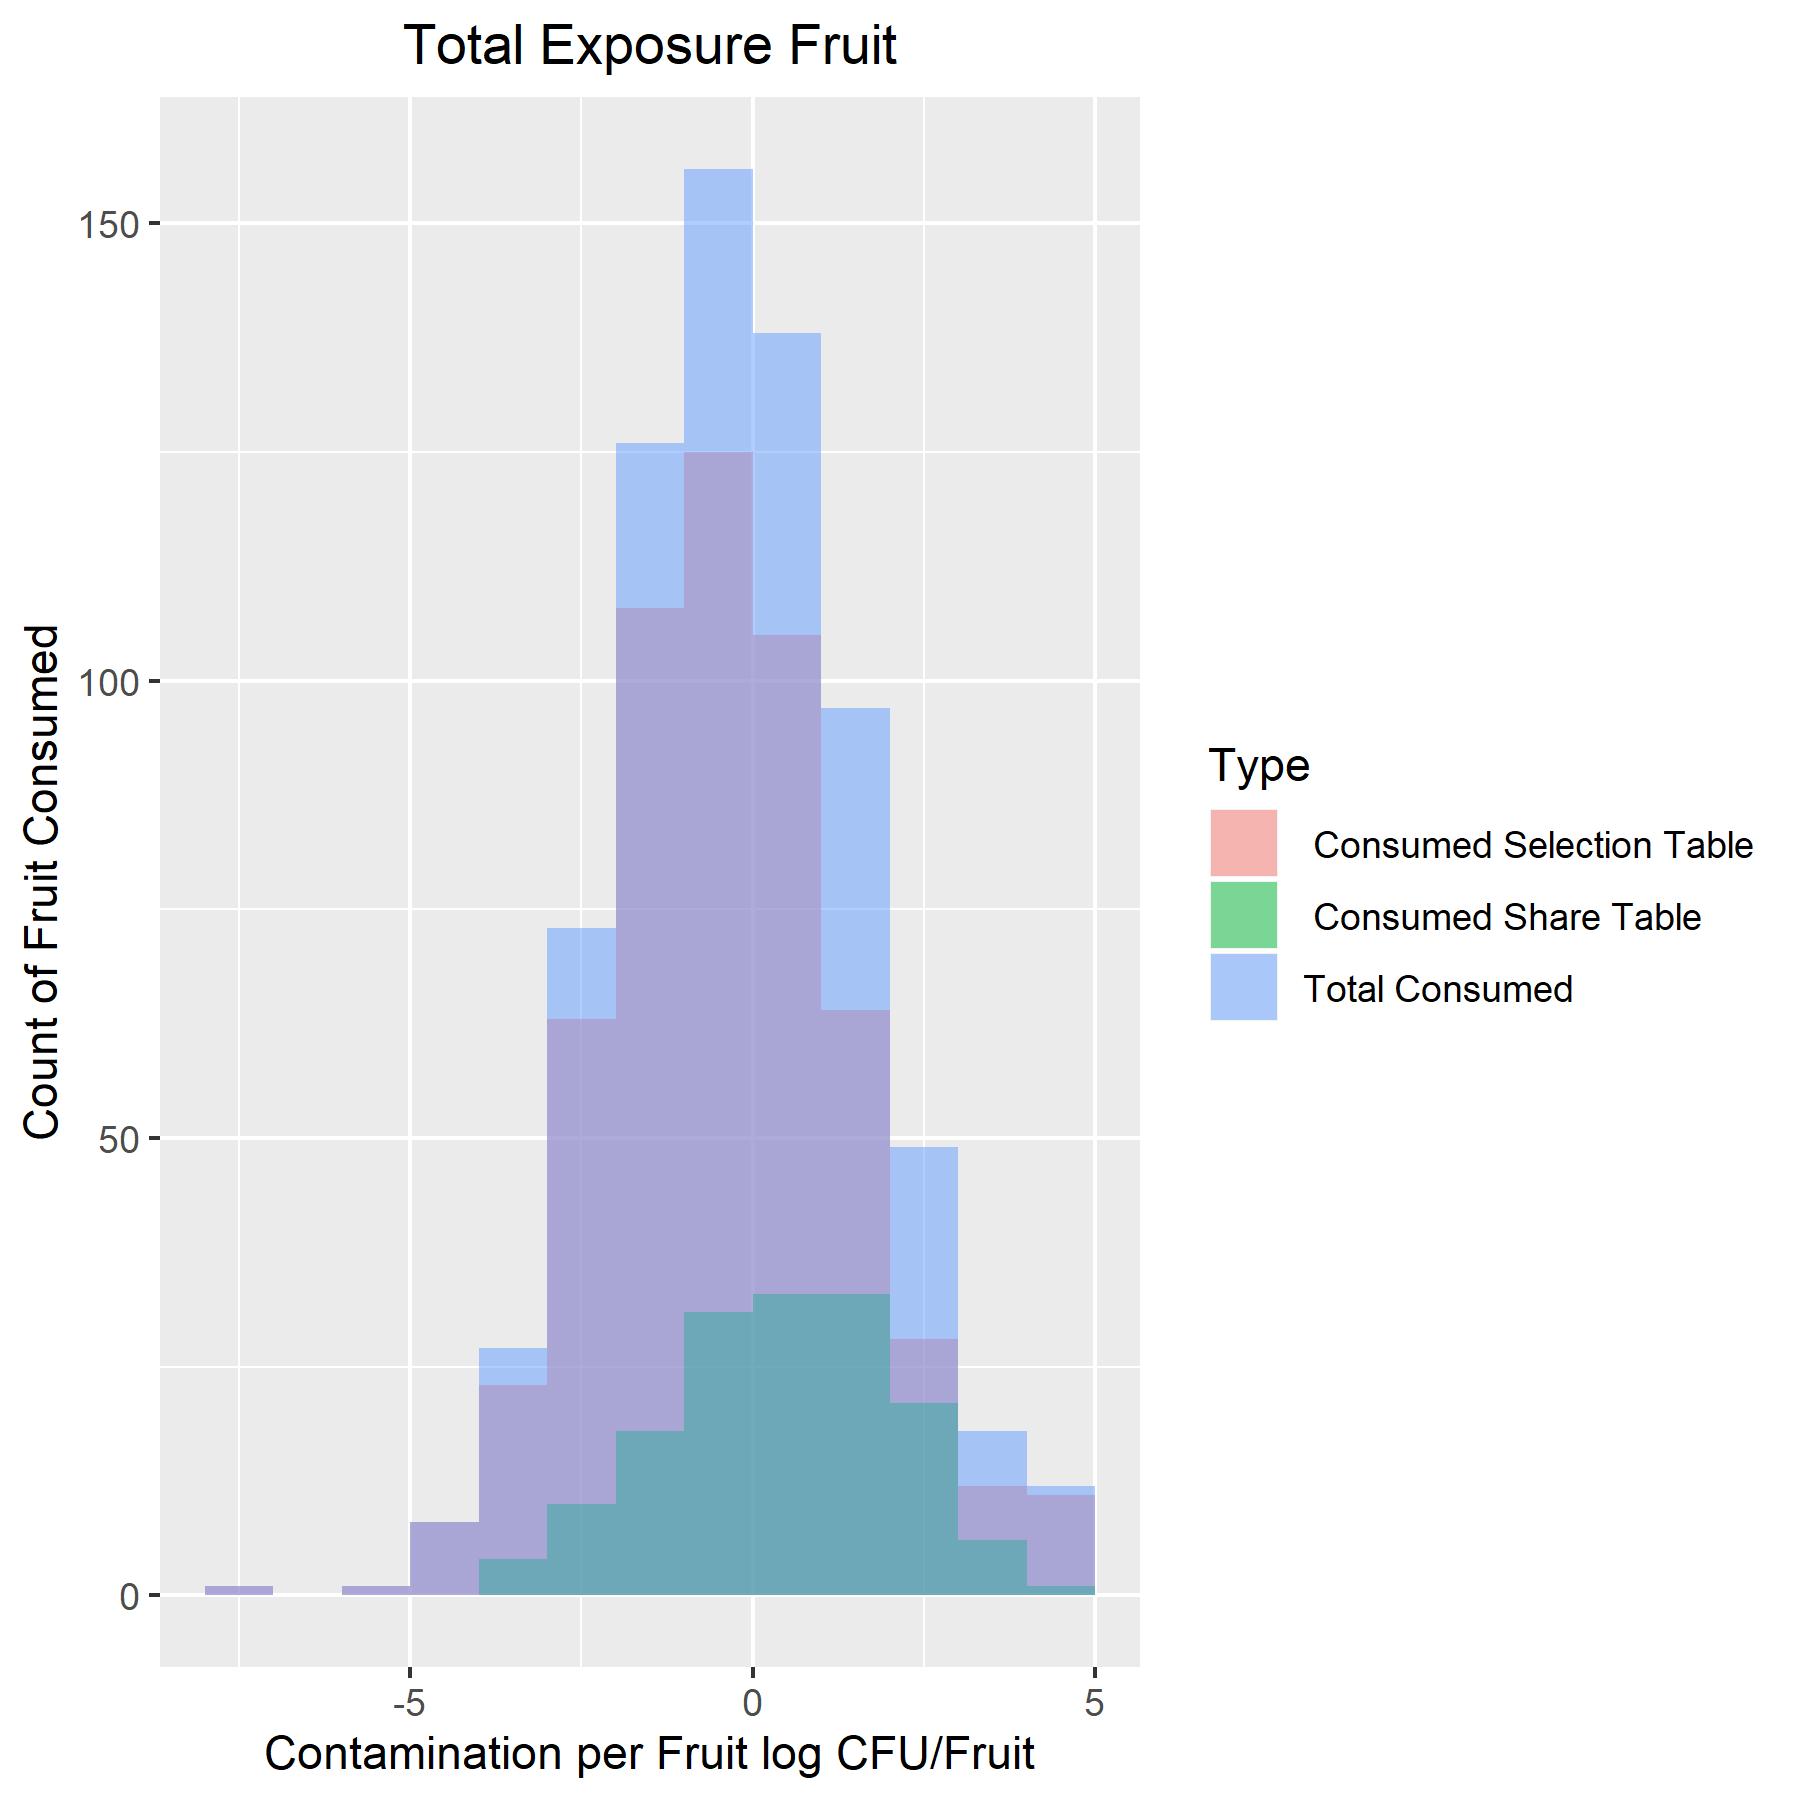 Total Exposure Fruit
150
100
50
0
Count of Fruit Consumed
-5
0
5
Contamination per Fruit log CFU/Fruit
Type
Consumed Selection Table
Consumed Share Table
Total Consumed